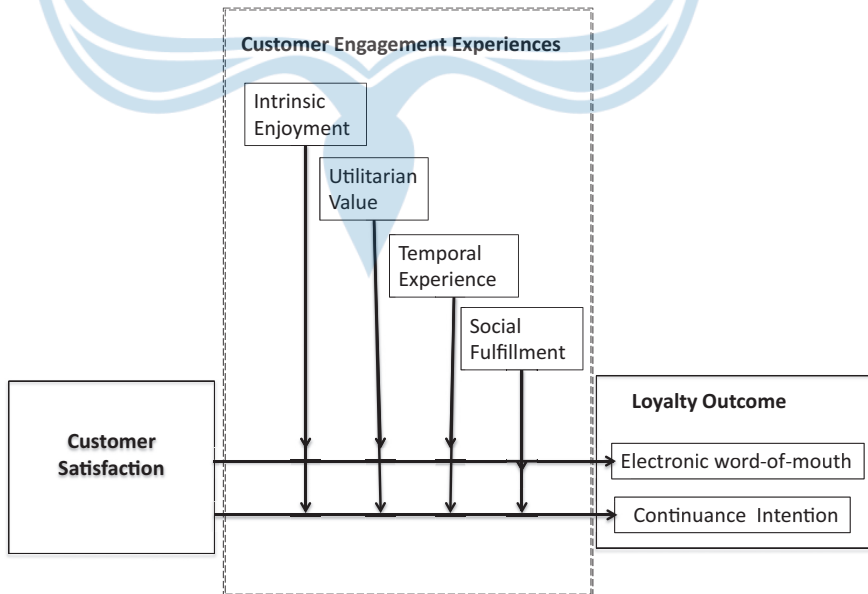 Customer Engagement Experiences
Intrinsic
Enjoyment
Utilitarian
Value
Temporal
Experience
Social
Fulfillment
Customer
Satisfaction
Loyalty Outcome
Electronic word-of-mouth
Continuance Intention